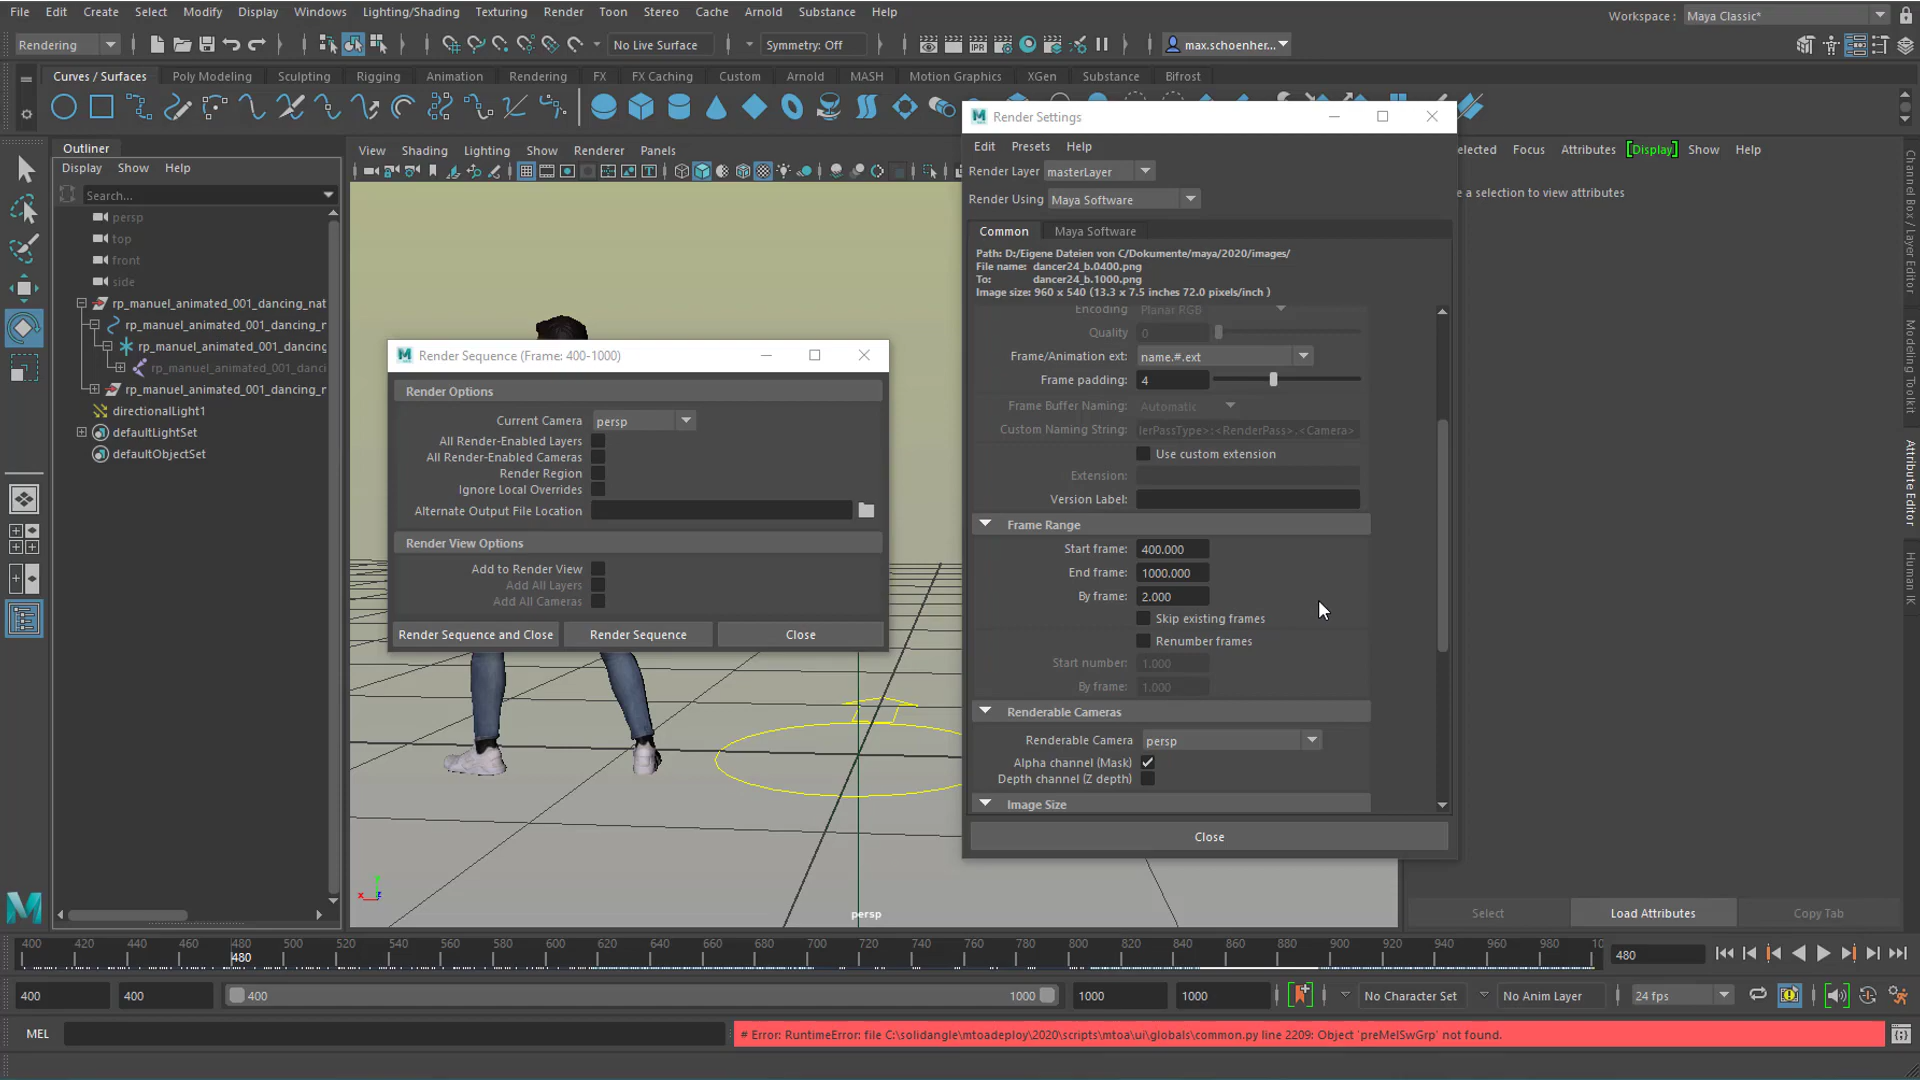 File Edit Create Select Modify Display Windows Lighting/Shading Texturing Render Toon Stereo Cache Arnold Substance Help
Workspace : Maya Classic*
Rendering No Live Surface Symmetry: Off max.schoenher...
Curves / Surfaces Poly Modeling Sculpting Rigging Animation Rendering FX FX Caching Custom Arnold MASH Motion Graphics XGen Substance Bifrost
IPR
Outliner
Display Show Help
Search...
persp
top
front
side
rp_manuel_animated_001_dancing_nat
rp_manuel_animated_001_dancing_r
rp_manuel_animated_001_dancing
rp_manuel_animated_001_danci
rp_manuel_animated_001_dancing_r
directionalLight1
defaultLightSet
defaultObjectSet
View Shading Lighting Show Renderer Panels
Render Sequence (Frame: 400-1000)
Render Options
Current Camera persp
All Render-Enabled Layers
All Render-Enabled Cameras
Render Region
Ignore Local Overrides
Alternate Output File Location
Render View Options
Add to Render View
Add All Layers
Add All Cameras
Render Sequence and Close Render Sequence Close
persp
Render Settings
Edit Presets Help
Render Layer masterLayer
Render Using Maya Software
Common Maya Software
Path: D:/Eigene Dateien von C/Dokumente/maya/2020/images/
File name: dancer24_b.0400.png
To: dancer24_b.1000.png
Image size: 960 x 540 (13.3 x 7.5 inches 72.0 pixels/inch )
Encoding Planar RGB
Quality 0
Frame/Animation ext: name.#.ext
Frame padding: 4
Frame Buffer Naming: Automatic
Custom Naming String: lerPassType>:<RenderPass>.<Camera>
Use custom extension
Extension:
Version Label:
Frame Range
Start frame: 400.000
End frame: 1000.000
By frame: 2.000
Skip existing frames
Renumber frames
Start number: 1.000
By frame: 1.000
Renderable Cameras
Renderable Camera persp
Alpha channel (Mask)
Depth channel (Z depth)
Image Size
Close
elected Focus Attributes [Display] Show Help
e a selection to view attributes
Channel Box / Layer Editor
Modeling Toolkit
Attribute Editor
Human IK
Select Load Attributes Copy Tab
400 420 440 460 480 500 520 540 560 580 600 620 640 660 680 700 720 740 760 780 800 820 840 860 880 900 920 940 960 980 10
480
480
400 400 400 1000 1000 1000 No Character Set No Anim Layer 24 fps
MEL # Error: RuntimeError: file C:\solidangle\mtoadeploy\2020\scripts\mtoa\ui\globals\common.py line 2209: Object 'preMelSwGrp' not found.